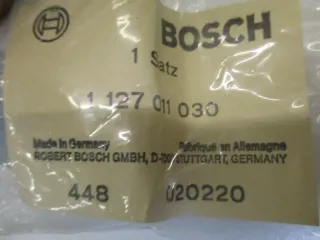 BOSCH
1 Satz
1 127 011 030
Made in Germany Fabriqué en Allemagne
ROBERT BOSCH GMBH, D-7000 STUTTGART, GERMANY
448 020220